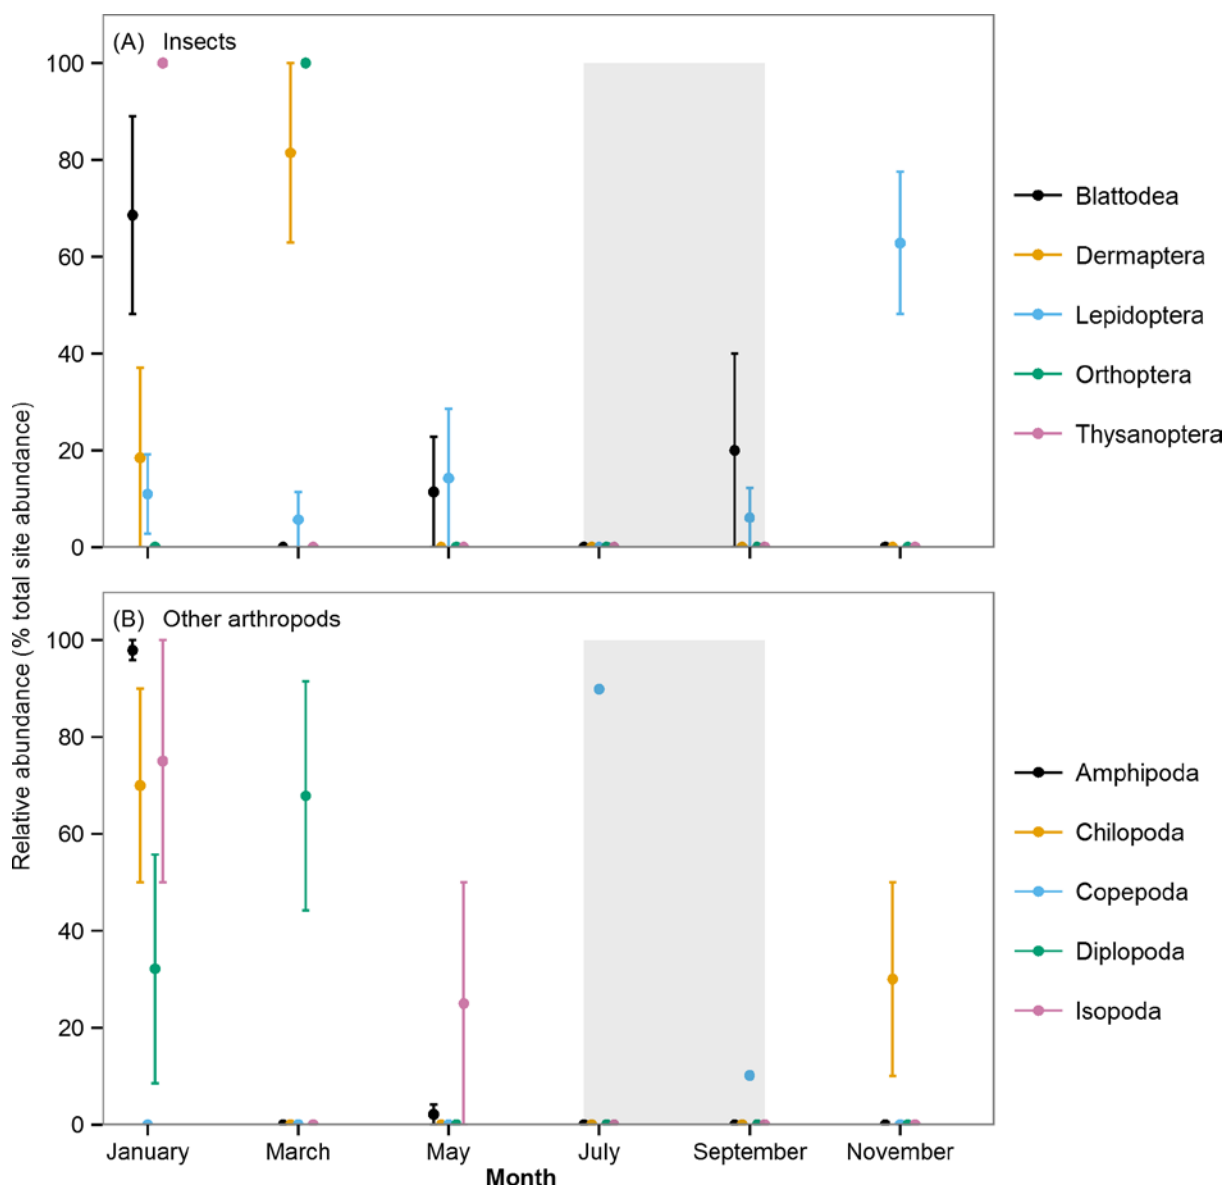 (A) Insects
100
80
60
40
20
0
Blattodea
Dermaptera
Lepidoptera
Orthoptera
Thysanoptera
Relative abundance (% total site abundance)
(B) Other arthropods
100
80
60
40
20
0
Amphipoda
Chilopoda
Copepoda
Diplopoda
Isopoda
January March May July September November
Month